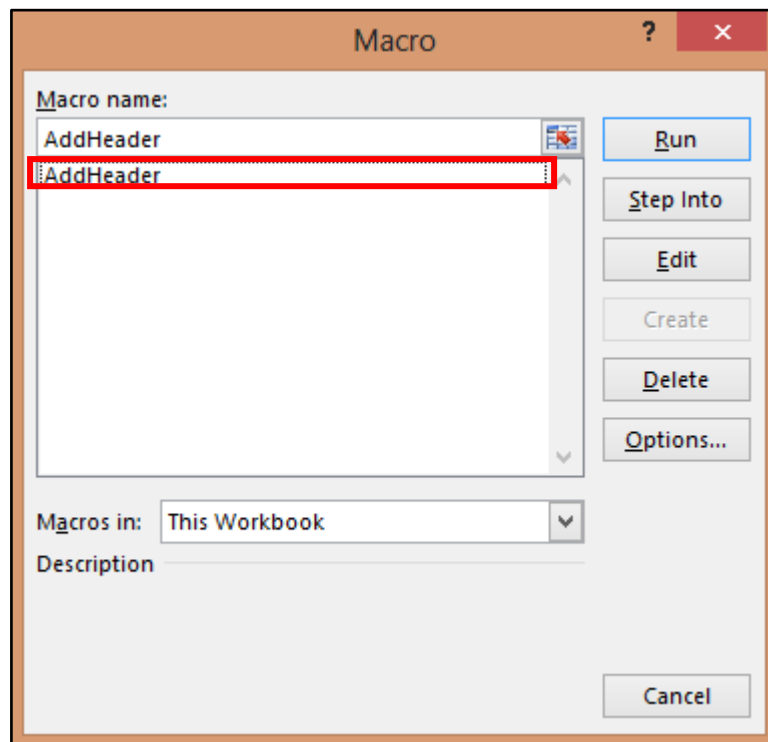 Macro
?
×
Macro name:
AddHeader
AddHeader
Run
Step Into
Edit
Create
Delete
Options...
Macros in: This Workbook
Description
Cancel